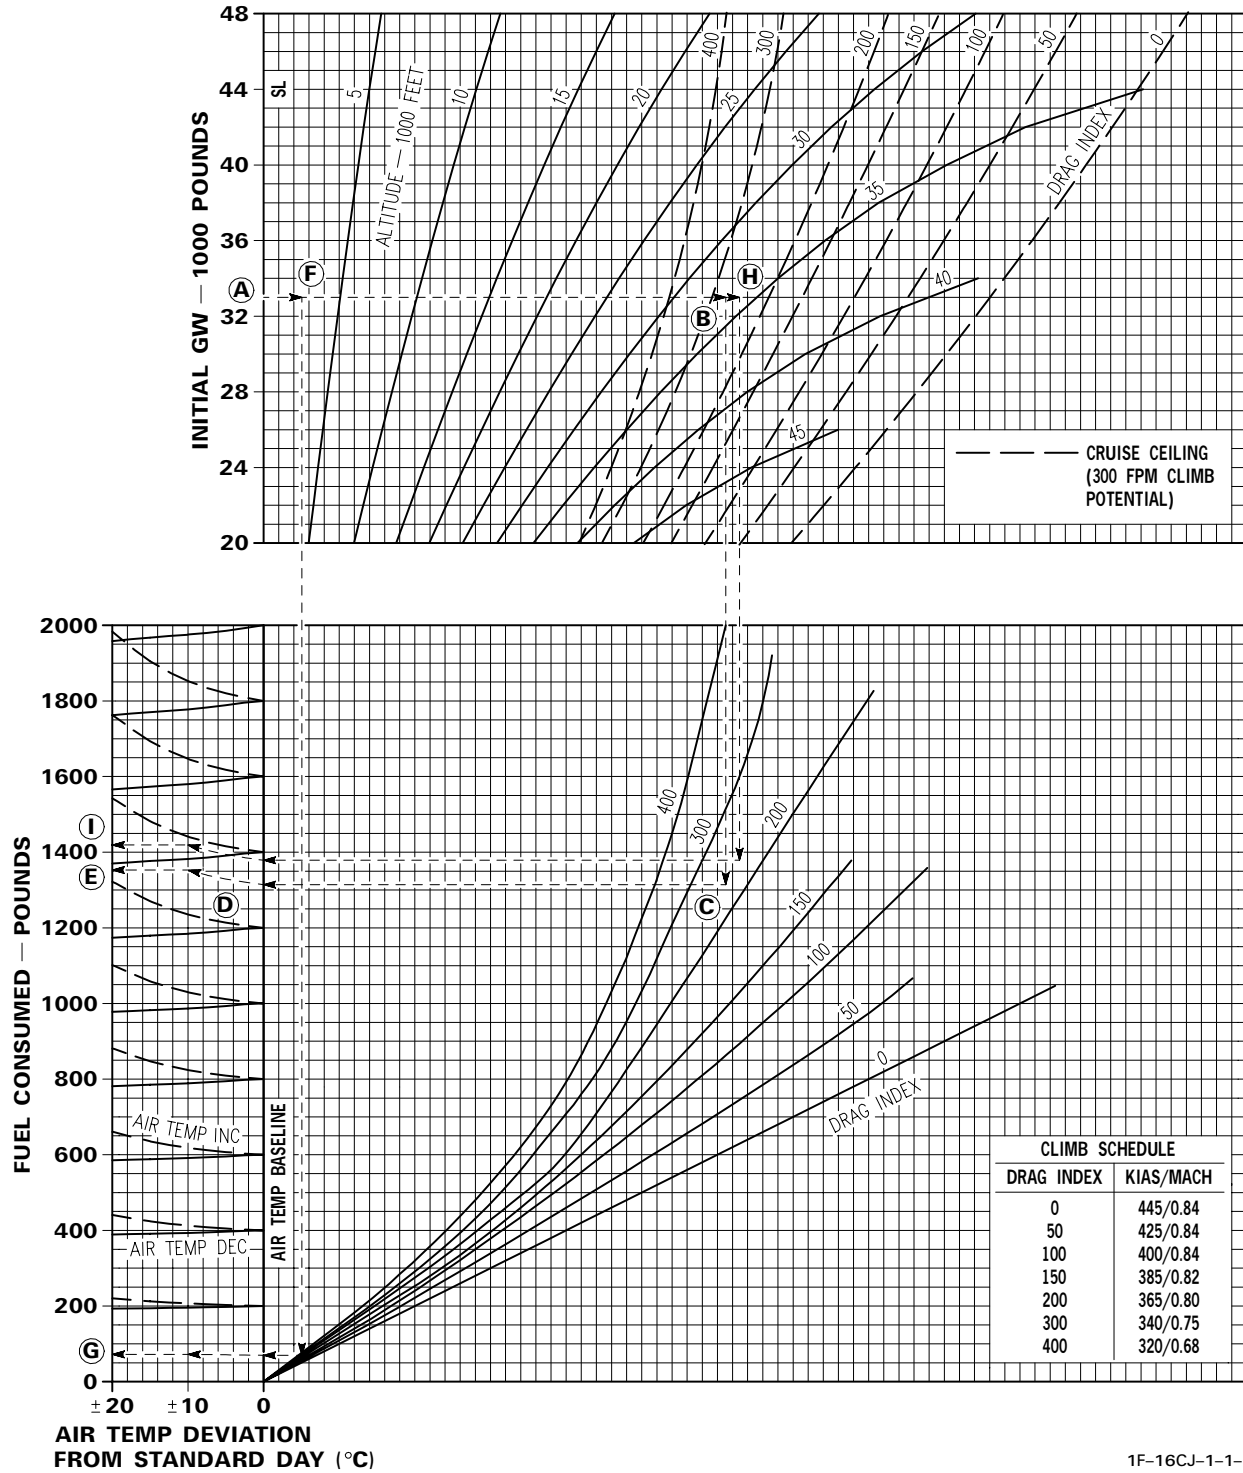 48
44
40
36
32
28
24
20
INITIAL GW — 1000 POUNDS
SL
5
10
15
20
25
30
35
40
45
ALTITUDE — 1000 FEET
400
300
200
150
100
50
0
DRAG INDEX
A
F
B
H
CRUISE CEILING
(300 FPM CLIMB
POTENTIAL)
2000
1800
1600
1400
1200
1000
800
600
400
200
0
FUEL CONSUMED — POUNDS
I
E
D
C
G
400
300
200
150
100
50
0
DRAG INDEX
AIR TEMP INC
AIR TEMP DEC
AIR TEMP BASELINE
CLIMB SCHEDULE
DRAG INDEX KIAS/MACH
0 445/0.84
50 425/0.84
100 400/0.84
150 385/0.82
200 365/0.80
300 340/0.75
400 320/0.68
±20 ±10 0
AIR TEMP DEVIATION
FROM STANDARD DAY (°C)
1F-16CJ-1-1-